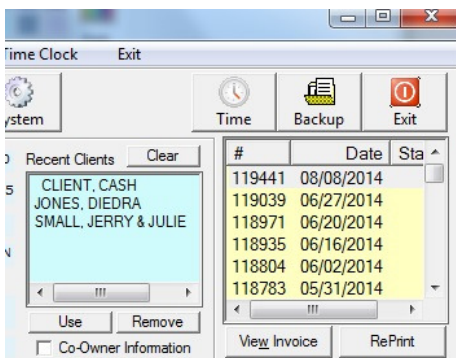 Time Clock Exit
ystem
Time
Backup
Exit
Recent Clients
Clear
CLIENT, CASH
JONES, DIEDRA
SMALL, JERRY & JULIE
Use
Remove
Co-Owner Information
# Date Sta
119441 08/08/2014
119039 06/27/2014
118971 06/20/2014
118935 06/16/2014
118804 06/02/2014
118783 05/31/2014
View Invoice
RePrint